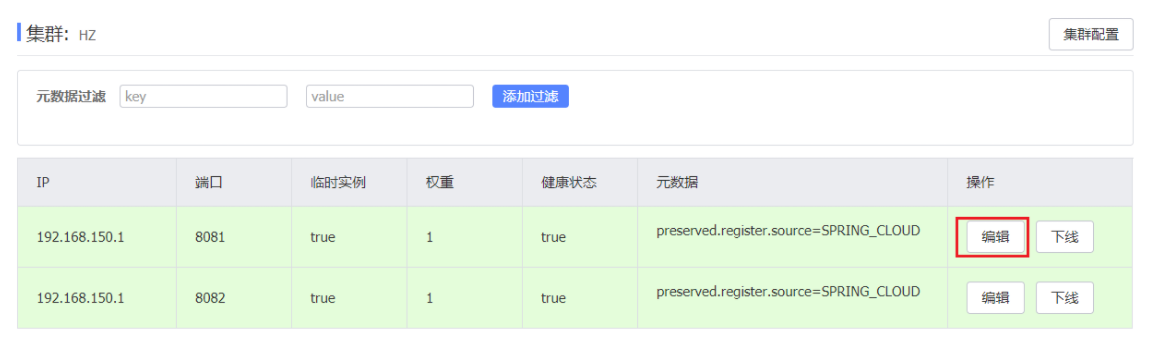 集群: HZ 集群配置
元数据过滤 key value 添加过滤
IP 端口 临时实例 权重 健康状态 元数据 操作
192.168.150.1 8081 true 1 true preserved.register.source=SPRING_CLOUD 编辑 下线
192.168.150.1 8082 true 1 true preserved.register.source=SPRING_CLOUD 编辑 下线